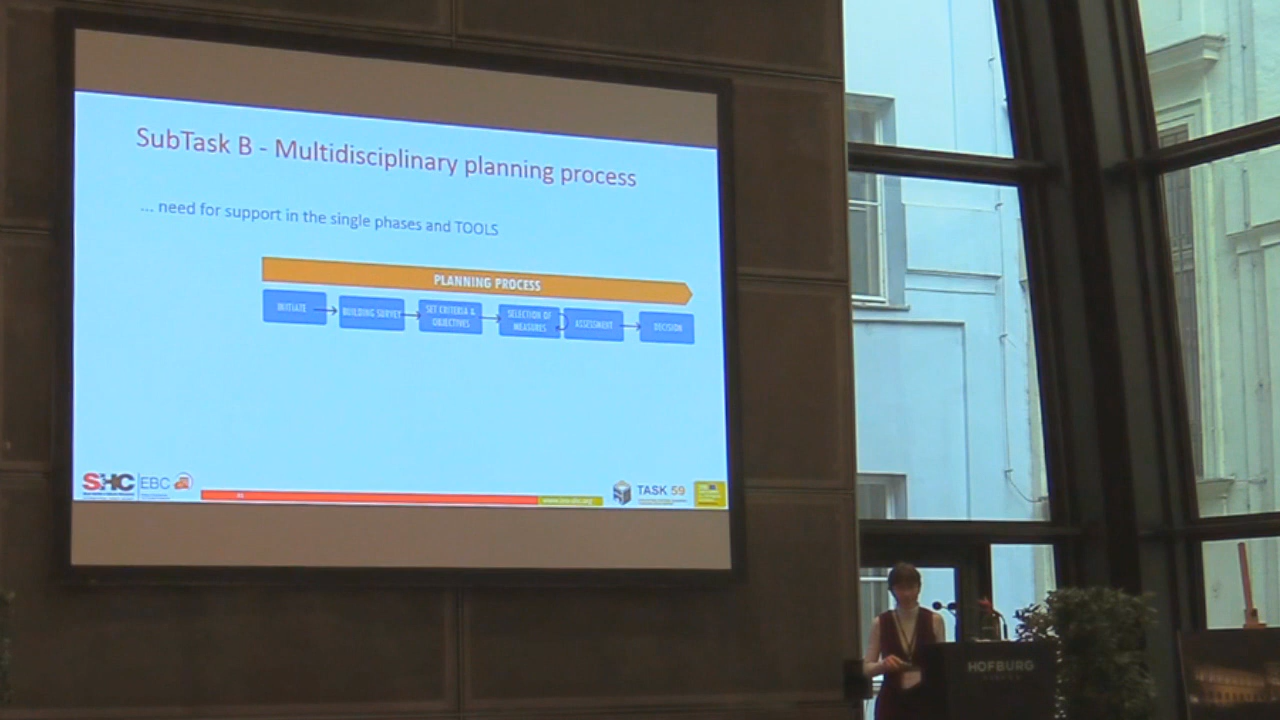 SubTask B - Multidisciplinary planning process
... need for support in the single phases and TOOLS
PLANNING PROCESS
INITIATE
BUILDING SURVEY
SET CRITERIA &
OBJECTIVES
SELECTION OF
MEASURES
ASSESSMENT
DECISION
SHC EBC
TASK 59
HOFBURG